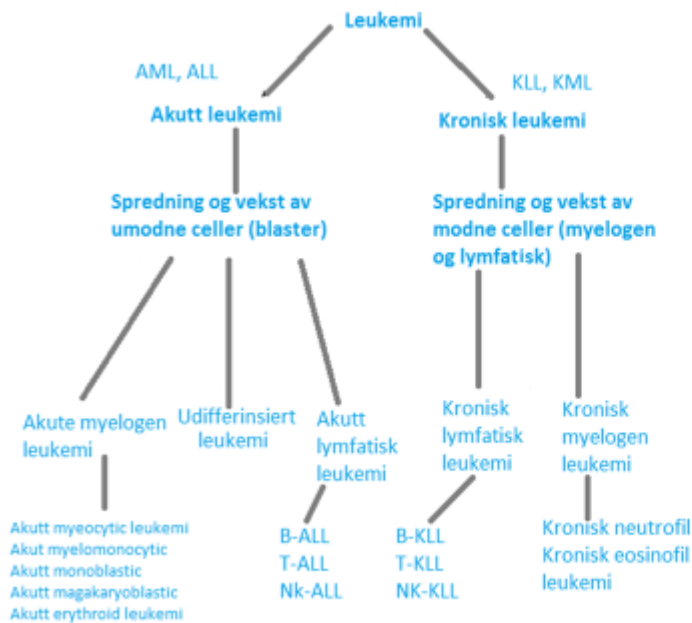 Leukemi
AML, ALL
KLL, KML
Akutt leukemi
Kronisk leukemi
Spredning og vekst av
umodne celler (blaster)
Spredning og vekst av
modne celler (myelogen
og lymfatisk)
Akute myelogen
leukemi
Udifferinsiert
leukemi
Akutt
lymfatisk
leukemi
Kronisk
lymfatisk
leukemi
Kronisk
myelogen
leukemi
Akutt myeocytic leukemi
Akut myelomonocytic
Akutt monoblastic
Akutt magakaryoblastic
Akutt erythroid leukemi
B-ALL
T-ALL
Nk-ALL
B-KLL
T-KLL
NK-KLL
Kronisk neutrofil
Kronisk eosinofil
leukemi